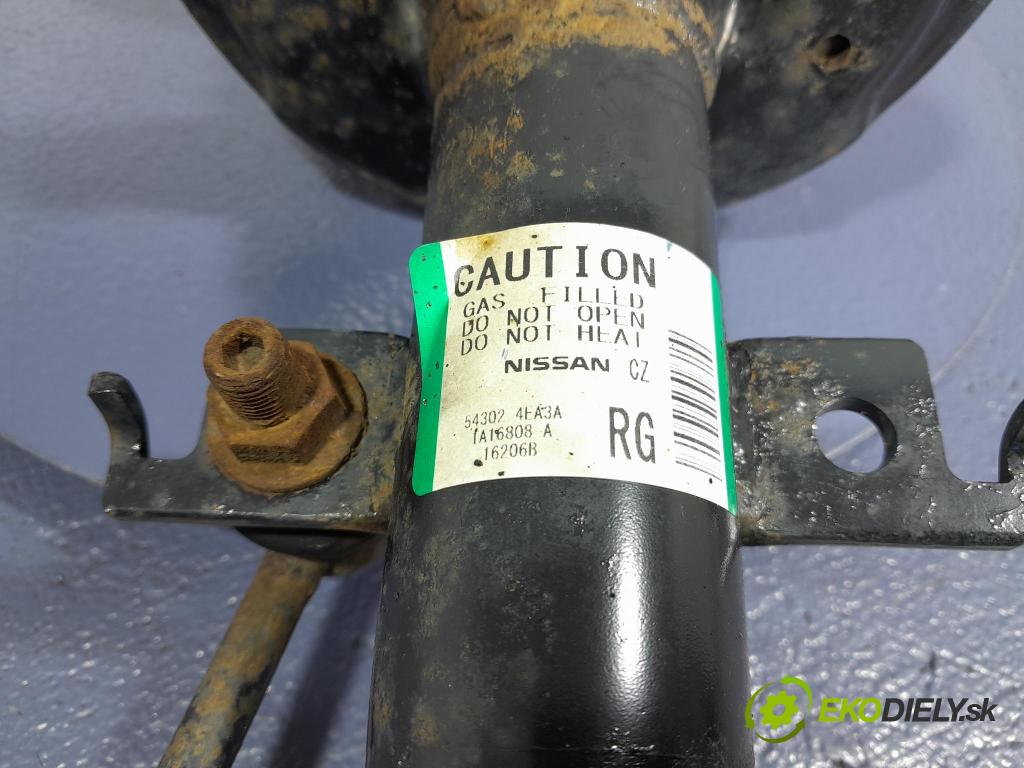 CAUTION
GAS FILLED
DO NOT OPEN
DO NOT HEAT
NISSAN CZ
54302 4EA3A
1A16808 A
16206B
RG
EKODIELY.sk